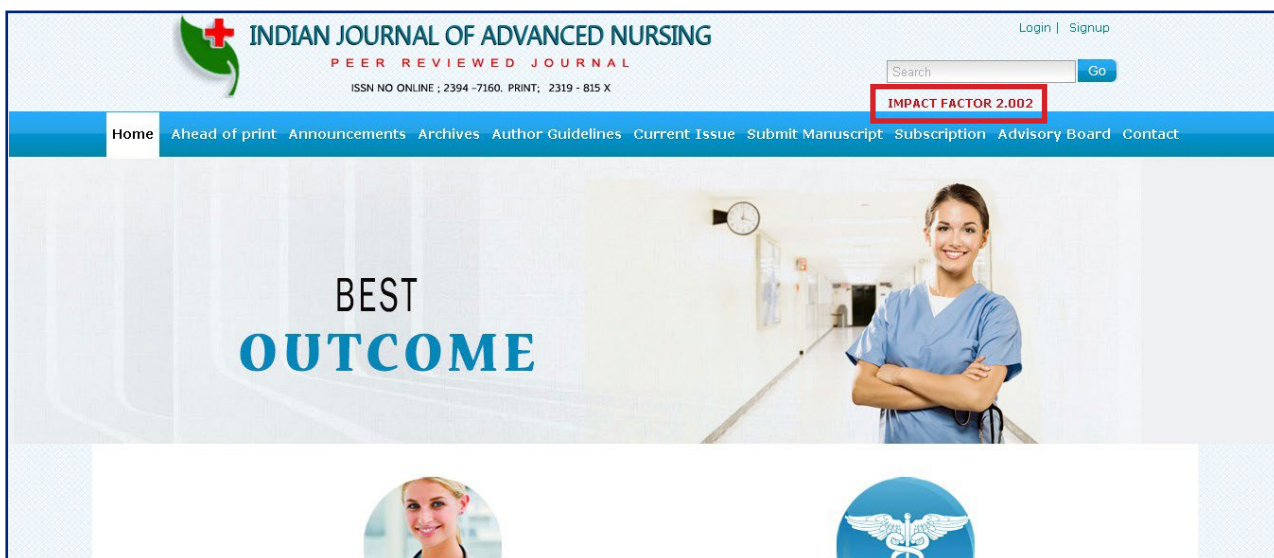 INDIAN JOURNAL OF ADVANCED NURSING
PEER REVIEWED JOURNAL
ISSN NO ONLINE ; 2394 –7160. PRINT; 2319 - 815 X
Login | Signup
Search Go
IMPACT FACTOR 2.002
Home Ahead of print Announcements Archives Author Guidelines Current Issue Submit Manuscript Subscription Advisory Board Contact
BEST
OUTCOME